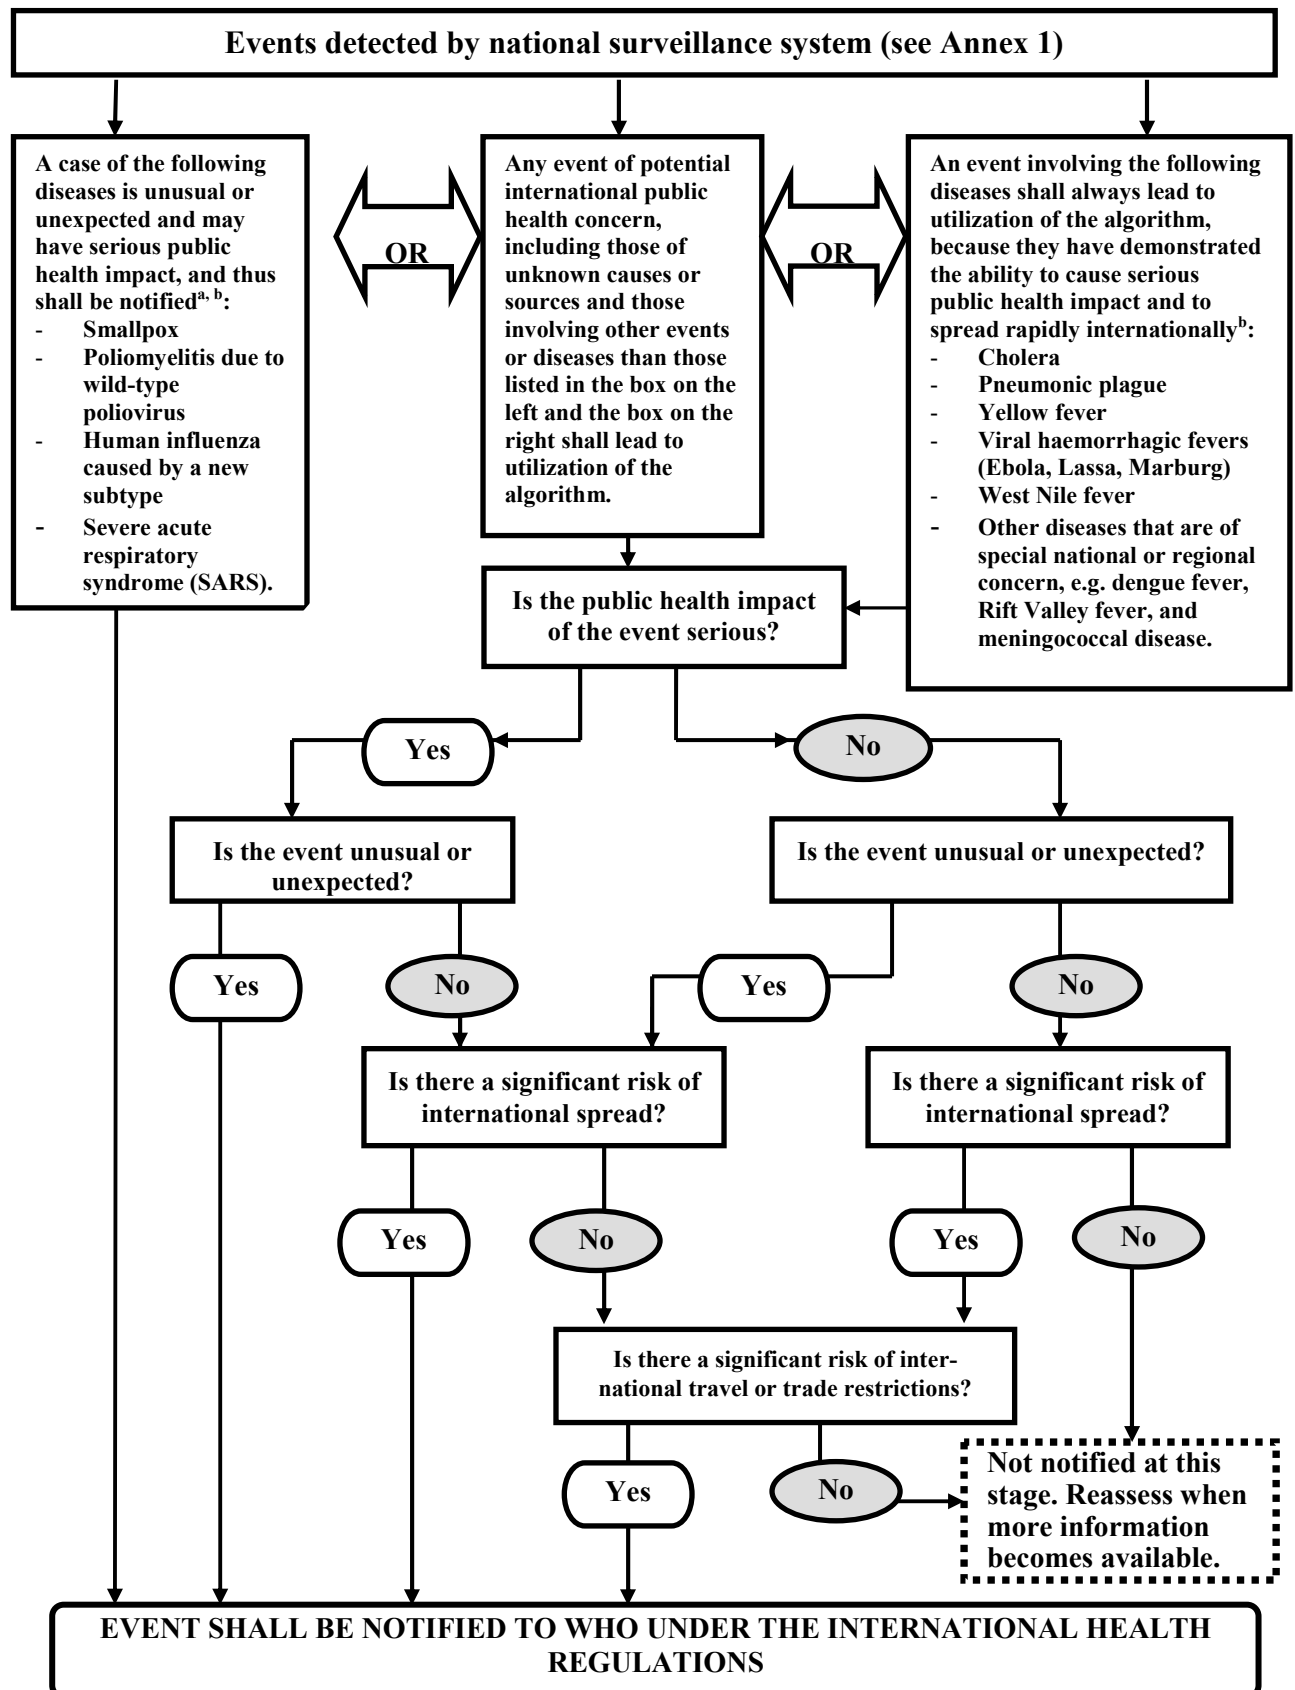 Events detected by national surveillance system (see Annex 1)
A case of the following
diseases is unusual or
unexpected and may
have serious public
health impact, and thus
shall be notifiedᵃ, ᵇ:
- Smallpox
- Poliomyelitis due to
wild-type
poliovirus
- Human influenza
caused by a new
subtype
- Severe acute
respiratory
syndrome (SARS).
OR
Any event of potential
international public
health concern,
including those of
unknown causes or
sources and those
involving other events
or diseases than those
listed in the box on the
left and the box on the
right shall lead to
utilization of the
algorithm.
OR
An event involving the following
diseases shall always lead to
utilization of the algorithm,
because they have demonstrated
the ability to cause serious
public health impact and to
spread rapidly internationallyᵇ:
- Cholera
- Pneumonic plague
- Yellow fever
- Viral haemorrhagic fevers
(Ebola, Lassa, Marburg)
- West Nile fever
- Other diseases that are of
special national or regional
concern, e.g. dengue fever,
Rift Valley fever, and
meningococcal disease.
Is the public health impact
of the event serious?
Yes
No
Is the event unusual or
unexpected?
Is the event unusual or unexpected?
Yes
No
Yes
No
Is there a significant risk of
international spread?
Is there a significant risk of
international spread?
Yes
No
Yes
No
Is there a significant risk of inter-
national travel or trade restrictions?
Yes
No
Not notified at this
stage. Reassess when
more information
becomes available.
EVENT SHALL BE NOTIFIED TO WHO UNDER THE INTERNATIONAL HEALTH
REGULATIONS